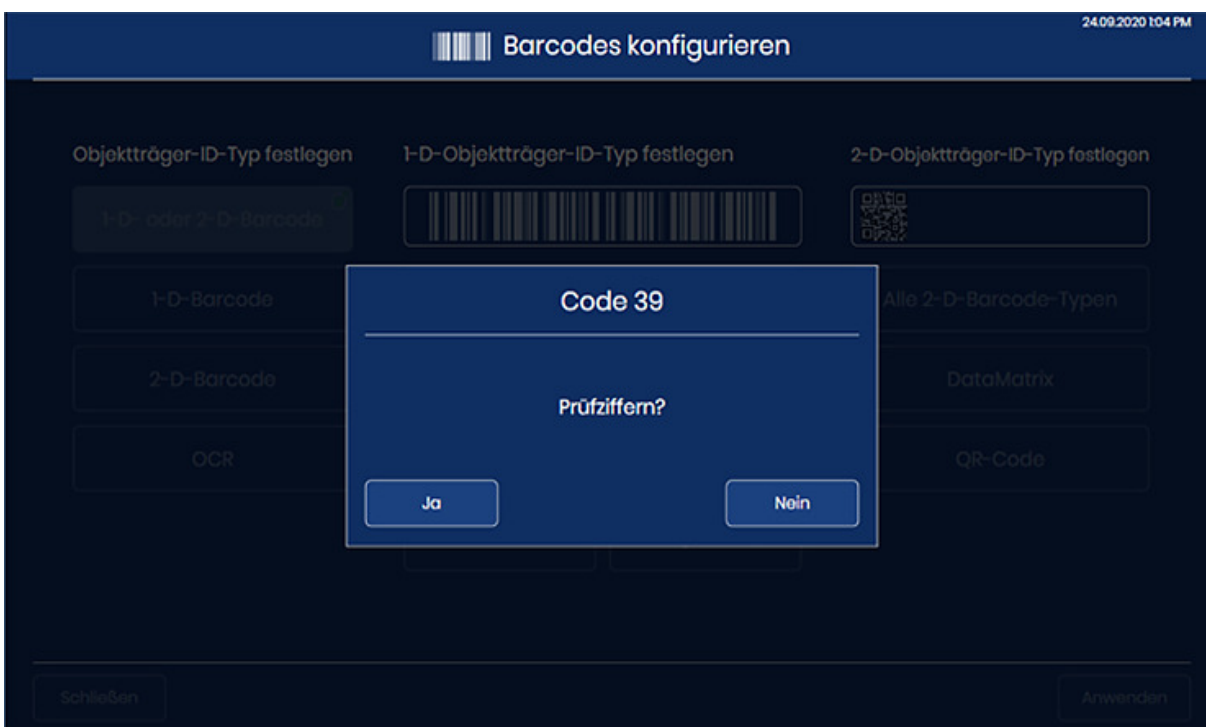 24.09.2020 1:04 PM
Barcodes konfigurieren
Objektträger-ID-Typ festlegen
1-D-Objektträger-ID-Typ festlegen
2-D-Objektträger-ID-Typ festlegen
1-D- oder 2-D-Barcode
1-D-Barcode
Alle 2-D-Barcode-Typen
2-D-Barcode
DataMatrix
OCR
QR-Code
Code 39
Prüfziffern?
Ja
Nein
Schließen
Anwenden